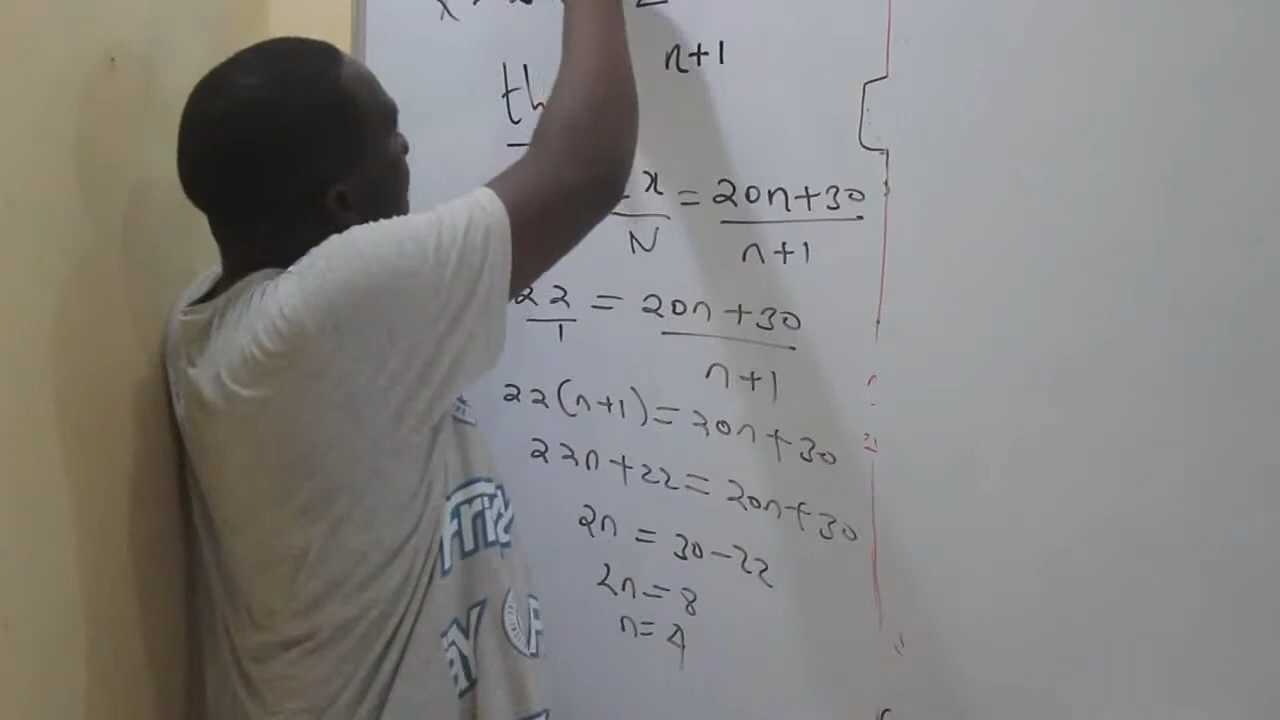 n+1
th
x = 20n+30
N n+1
22 = 20n+30
1 n+1
22(n+1) = 20n+30
22n+22 = 20n+30
2n = 30-22
2n = 8
n = 4